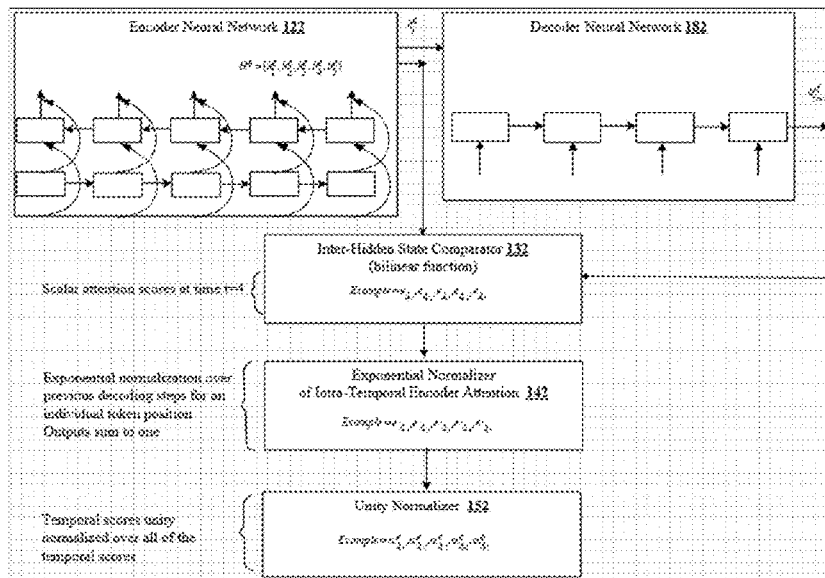 Encoder Neural Network 122
Decoder Neural Network 182
Inter-Hidden State Comparator 132
(bilinear function)
Scalar attention scores at time t=4
Example
Exponential Normalizer
of Intra-Temporal Encoder Attention 142
Exponential normalization over
previous decoding steps for an
individual token position
Outputs sum to one
Example
Unity Normalizer 152
Temporal scores unity
normalized over all of the
temporal scores
Example